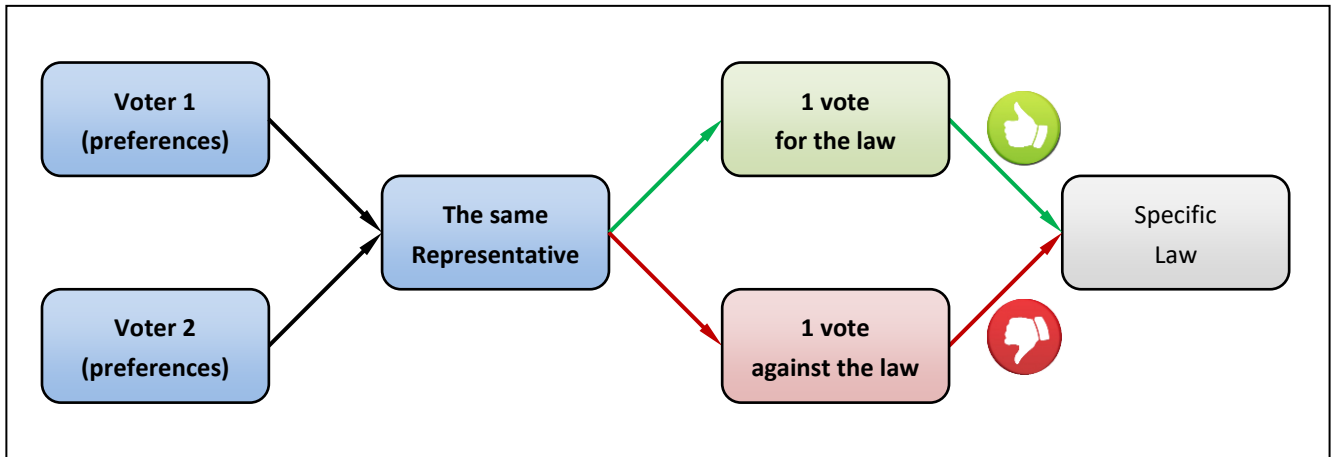 Voter 1
(preferences)
1 vote
for the law
The same
Representative
Specific
Law
Voter 2
(preferences)
1 vote
against the law